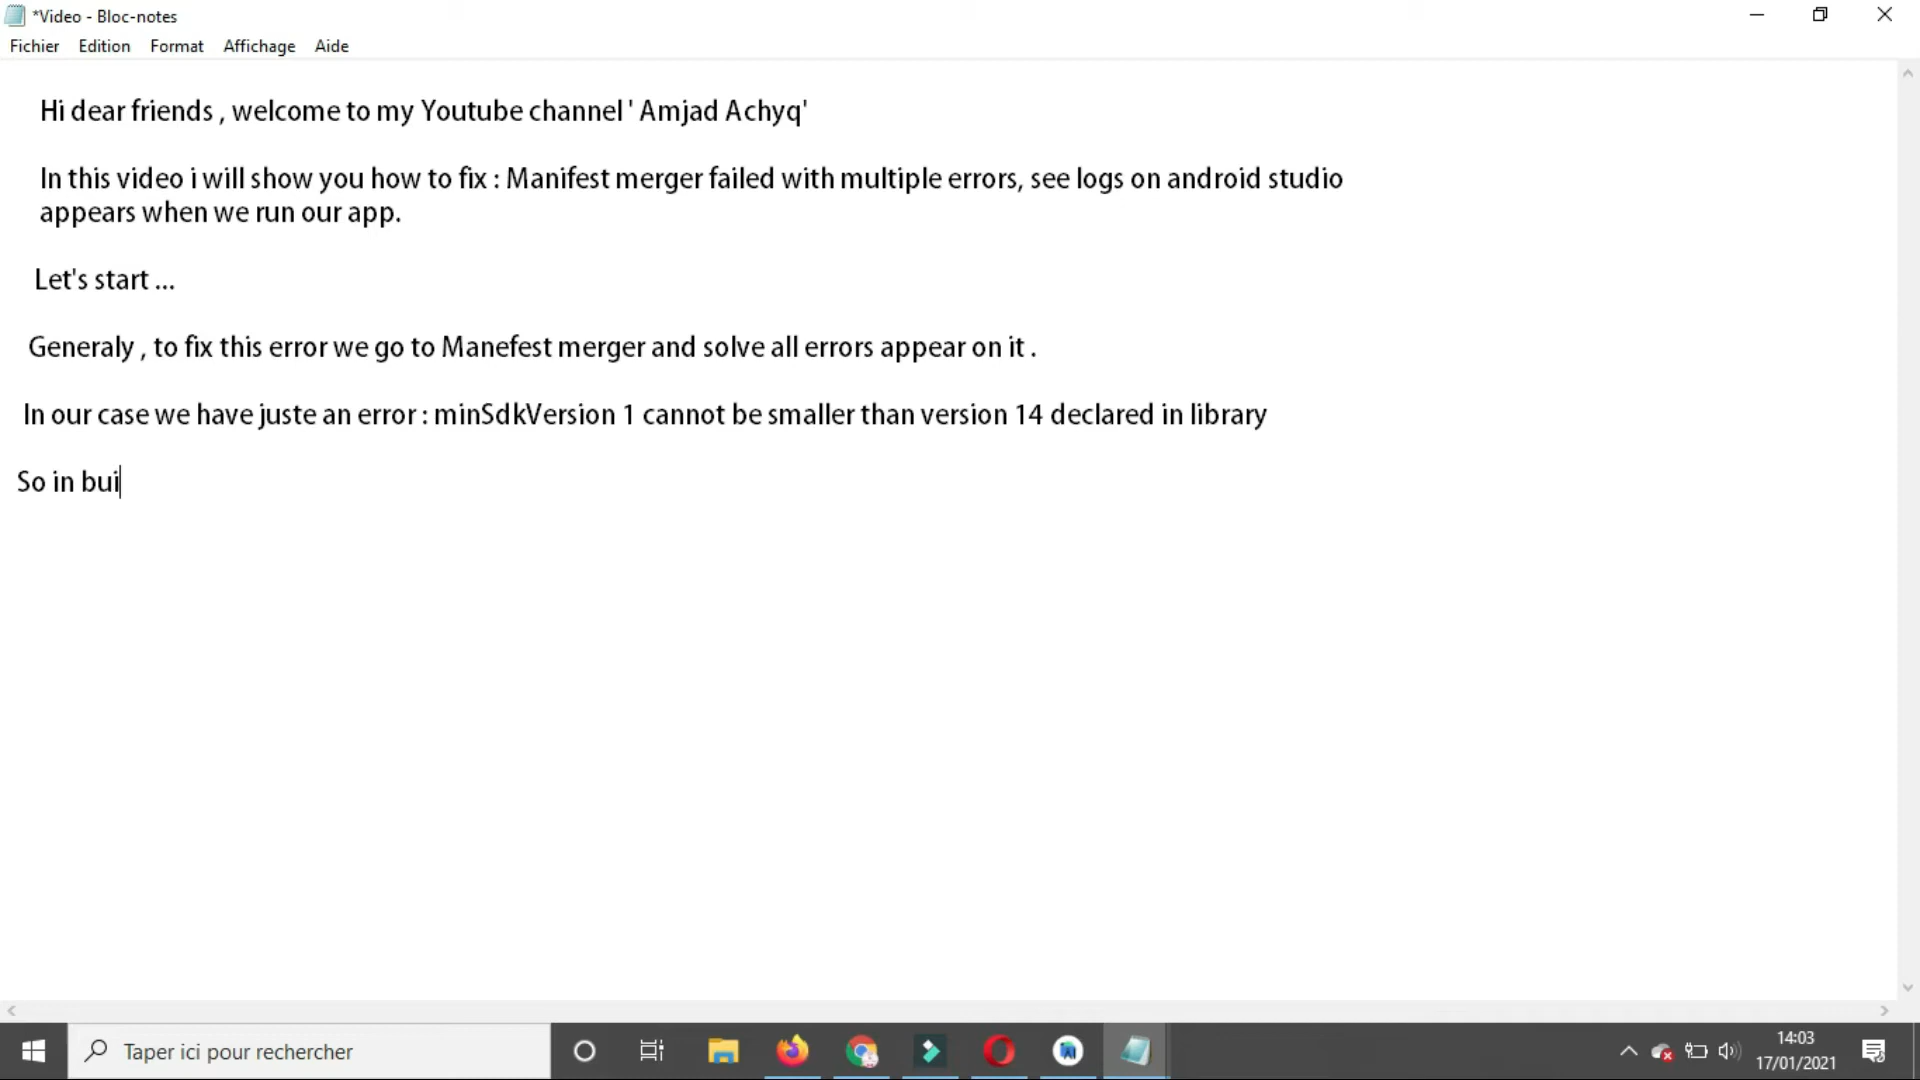 *Video - Bloc-notes
Fichier Edition Format Affichage Aide
Hi dear friends , welcome to my Youtube channel ' Amjad Achyq'
In this video i will show you how to fix : Manifest merger failed with multiple errors, see logs on android studio
appears when we run our app.
Let's start ...
Generaly , to fix this error we go to Manefest merger and solve all errors appear on it .
In our case we have juste an error : minSdkVersion 1 cannot be smaller than version 14 declared in library
So in bui
Taper ici pour rechercher
14:03
17/01/2021